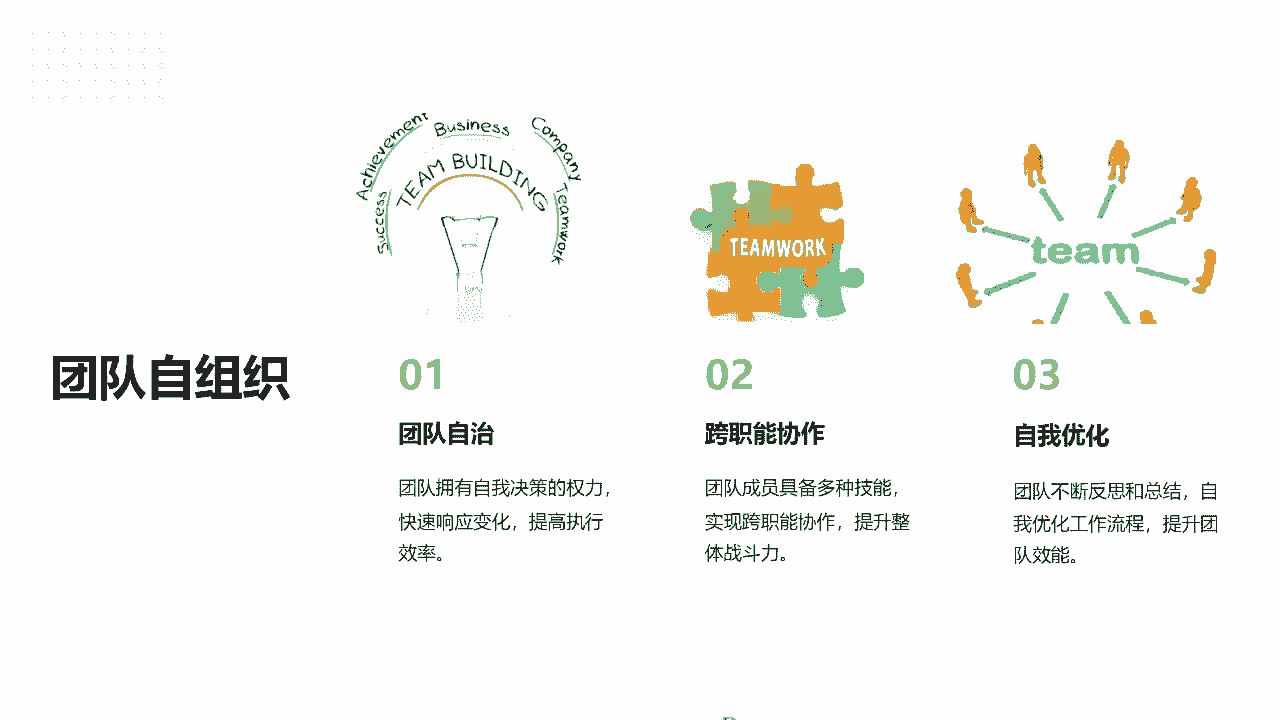 Achievement
Business
Company
Success
TEAM BUILDING
Teamwork
TEAMWORK
team
团队自组织
01
团队自治
团队拥有自我决策的权力，
快速响应变化，提高执行
效率。
02
跨职能协作
团队成员具备多种技能，
实现跨职能协作，提升整
体战斗力。
03
自我优化
团队不断反思和总结，自
我优化工作流程，提升团
队效能。